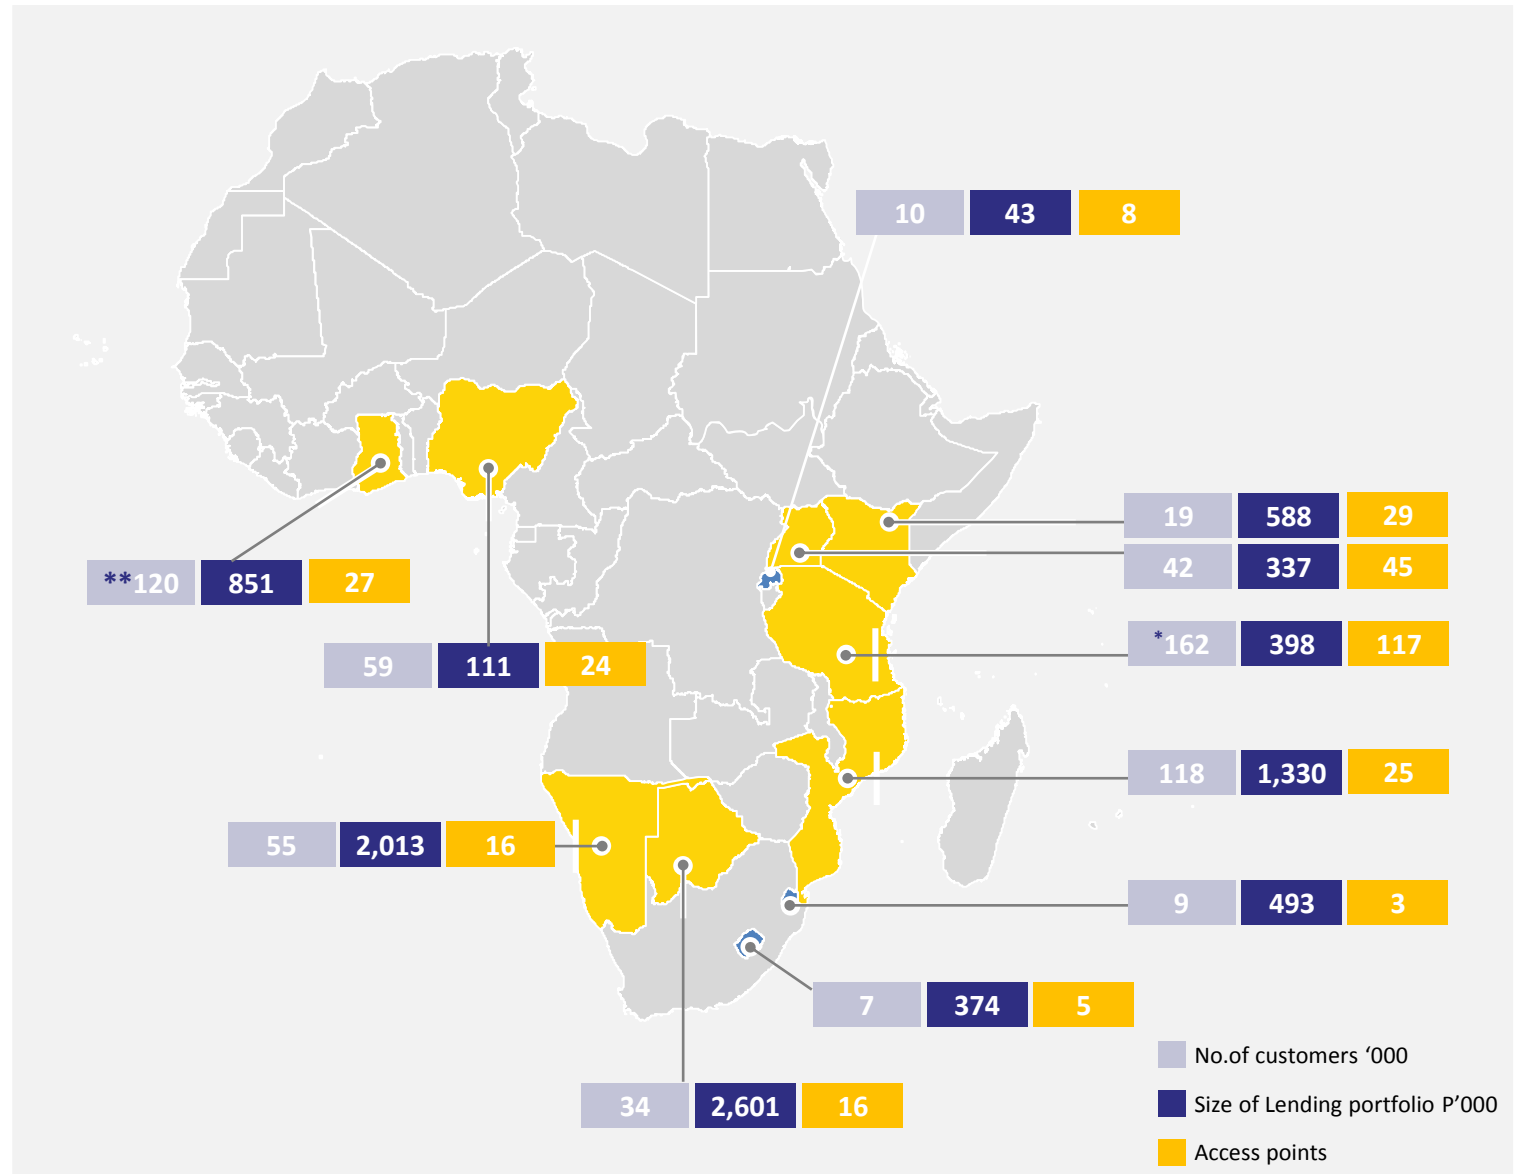 10 43 8
19 588 29
42 337 45
**120 851 27
*162 398 117
59 111 24
118 1,330 25
55 2,013 16
9 493 3
7 374 5
No.of customers ‘000
34 2,601 16
Size of Lending portfolio P’000
Access points